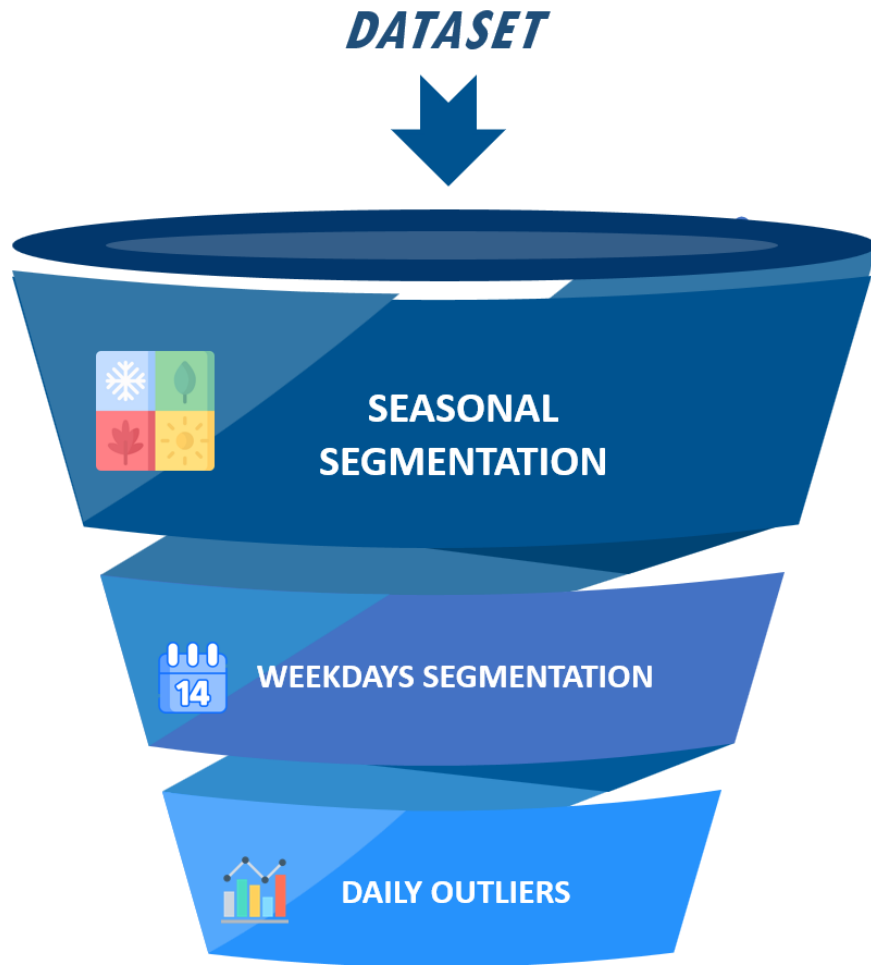 DATASET
SEASONAL
SEGMENTATION
14
WEEKDAYS SEGMENTATION
DAILY OUTLIERS